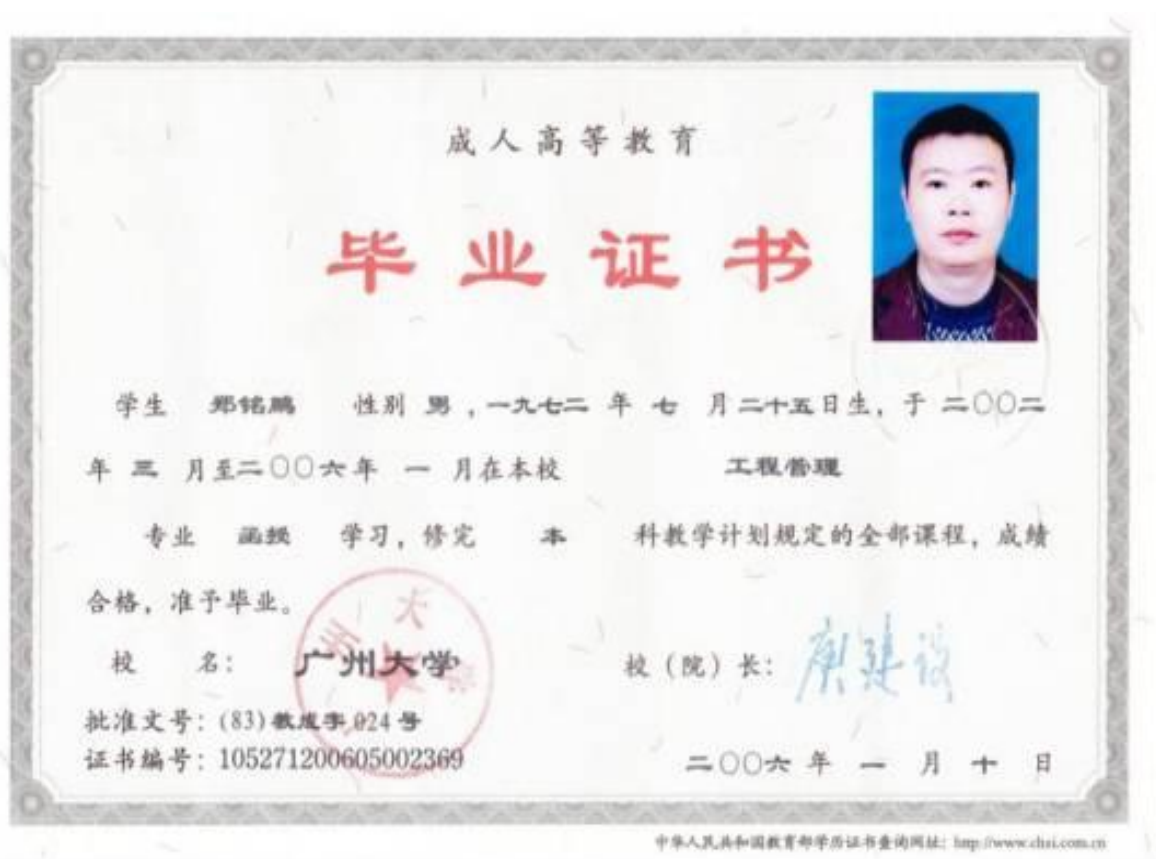 成人高等教育
毕业证书
学生 郑铭鹏 性别 男，一九七二 年 七 月二十五日生，于 二〇〇二
年 三 月至二〇〇六年 一 月在本校 工程管理
专业 函授 学习，修完 本 科教学计划规定的全部课程，成绩
合格，准予毕业。
校 名： 广州大学 校（院）长： 庾建设
批准文号：(83)教成字 024 号
证书编号：105271200605002369 二〇〇六 年 一 月 十 日
中华人民共和国教育部学历证书查询网址：http://www.chsi.com.cn